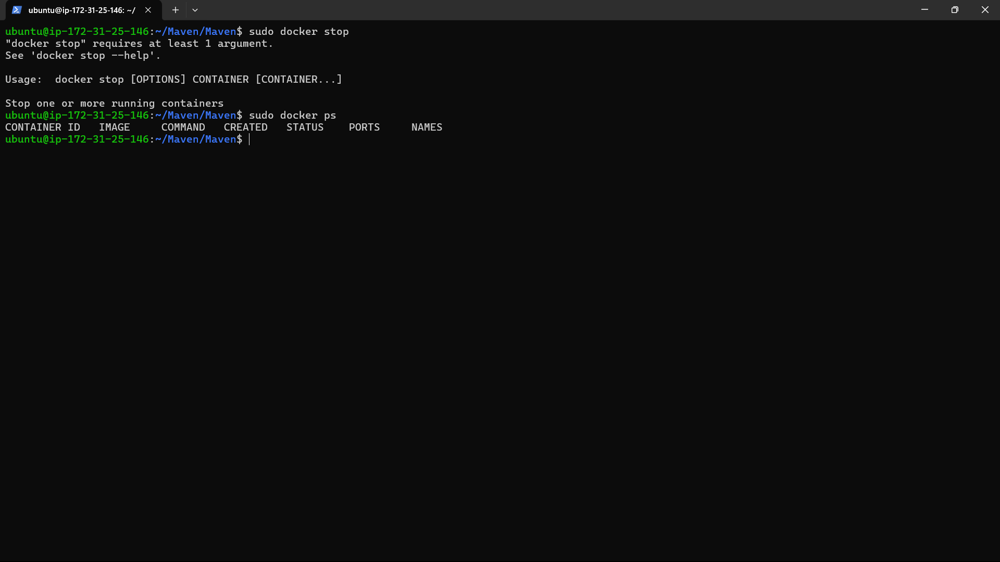 ubuntu@ip-172-31-25-146: ~/
ubuntu@ip-172-31-25-146:~/Maven/Maven$ sudo docker stop
"docker stop" requires at least 1 argument.
See 'docker stop --help'.
Usage:  docker stop [OPTIONS] CONTAINER [CONTAINER...]
Stop one or more running containers
ubuntu@ip-172-31-25-146:~/Maven/Maven$ sudo docker ps
CONTAINER ID   IMAGE     COMMAND   CREATED   STATUS    PORTS     NAMES
ubuntu@ip-172-31-25-146:~/Maven/Maven$